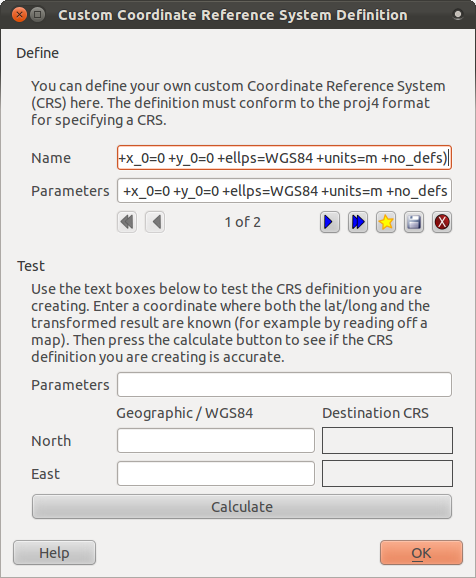 Custom Coordinate Reference System Definition
Define
You can define your own custom Coordinate Reference System
(CRS) here. The definition must conform to the proj4 format
for specifying a CRS.
Name +x_0=0 +y_0=0 +ellps=WGS84 +units=m +no_defs)
Parameters +x_0=0 +y_0=0 +ellps=WGS84 +units=m +no_defs
1 of 2
Test
Use the text boxes below to test the CRS definition you are
creating. Enter a coordinate where both the lat/long and the
transformed result are known (for example by reading off a
map). Then press the calculate button to see if the CRS
definition you are creating is accurate.
Parameters
Geographic / WGS84 Destination CRS
North
East
Calculate
Help OK